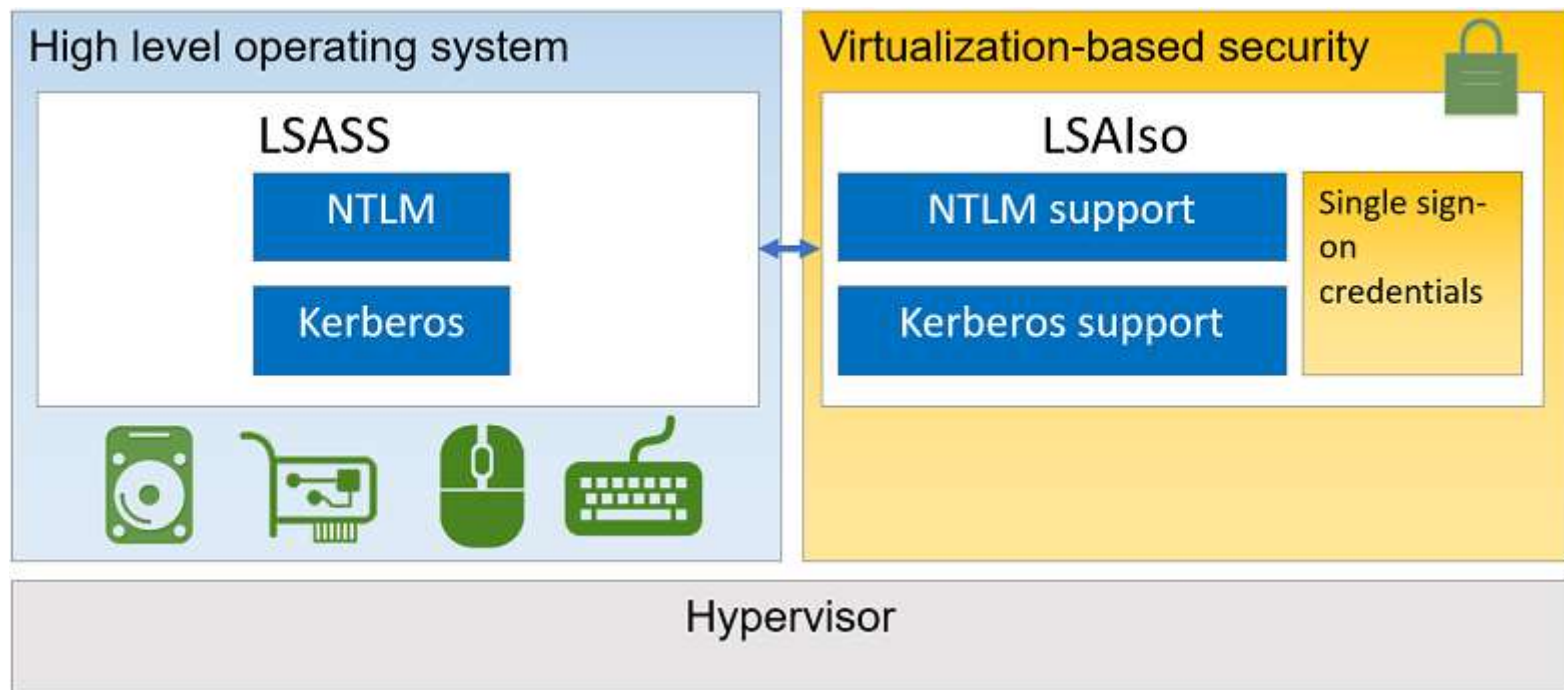 High level operating system
LSASS
NTLM
Kerberos
Virtualization-based security
LSAIso
NTLM support
Kerberos support
Single sign-
on
credentials
Hypervisor